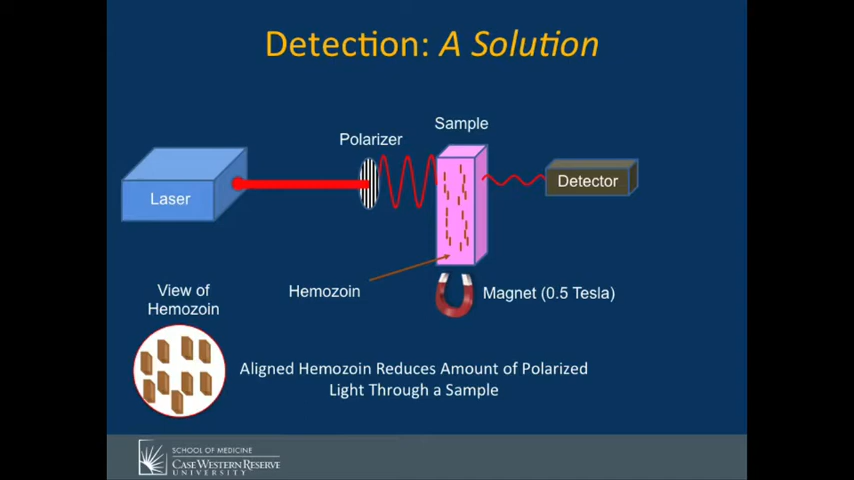 Detection: A Solution
Sample
Polarizer
Laser
Detector
Hemozoin
Magnet (0.5 Tesla)
View of
Hemozoin
Aligned Hemozoin Reduces Amount of Polarized
Light Through a Sample
SCHOOL OF MEDICINE
CASE WESTERN RESERVE
UNIVERSITY